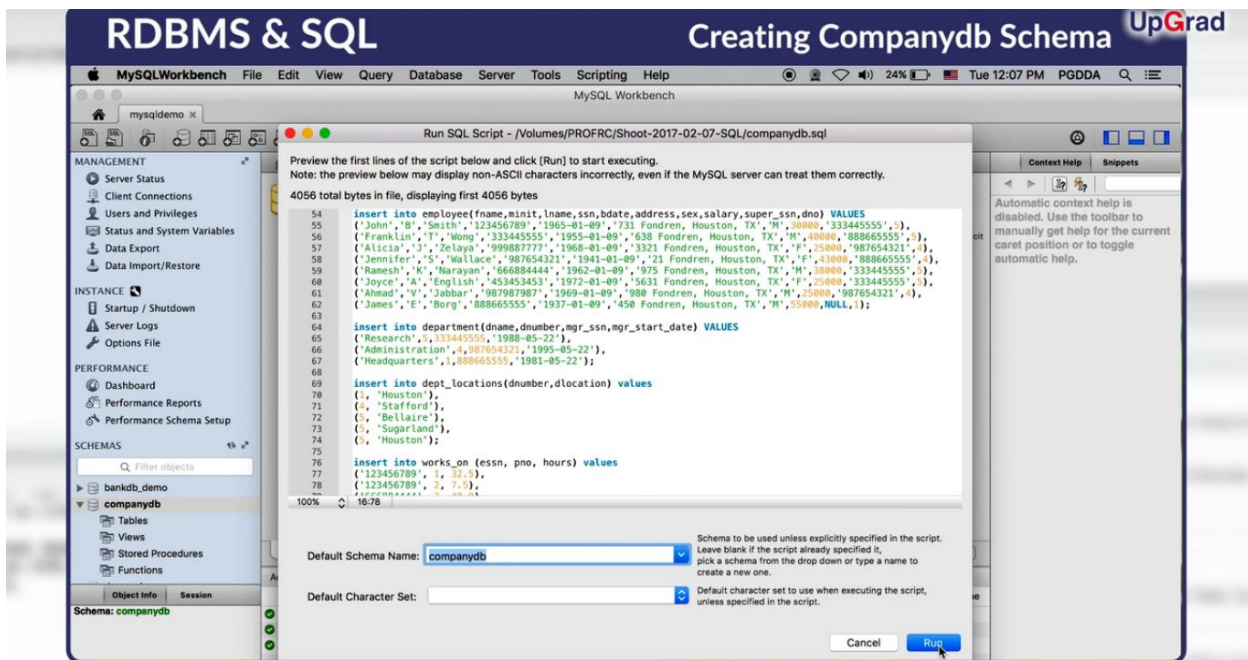 RDBMS & SQL
Creating Companydb Schema
UpGrad
MySQLWorkbench File Edit View Query Database Server Tools Scripting Help
24% Tue 12:07 PM PGDDA
MySQL Workbench
mysqldemo
Run SQL Script - /Volumes/PROFRC/Shoot-2017-02-07-SQL/companydb.sql
Preview the first lines of the script below and click [Run] to start executing.
Note: the preview below may display non-ASCII characters incorrectly, even if the MySQL server can treat them correctly.
4056 total bytes in file, displaying first 4056 bytes
54 insert into employee(fname,minit,lname,ssn,bdate,address,sex,salary,super_ssn,dno) VALUES
55 ('John','B','Smith','123456789','1965-01-09','731 Fondren, Houston, TX','M',30000,'333445555',5),
56 ('Franklin','T','Wong','333445555','1955-01-09','638 Fondren, Houston, TX','M',40000,'888665555',5),
57 ('Alicia','J','Zelaya','999887777','1968-01-09','3321 Fondren, Houston, TX','F',25000,'987654321',4),
58 ('Jennifer','S','Wallace','987654321','1941-01-09','21 Fondren, Houston, TX','F',43000,'888665555',4),
59 ('Ramesh','K','Narayan','666884444','1962-01-09','975 Fondren, Houston, TX','M',38000,'333445555',5),
60 ('Joyce','A','English','453453453','1972-01-09','5631 Fondren, Houston, TX','F',25000,'333445555',5),
61 ('Ahmad','V','Jabbar','987987987','1969-01-09','980 Fondren, Houston, TX','M',25000,'987654321',4),
62 ('James','E','Borg','888665555','1937-01-09','450 Fondren, Houston, TX','M',55000,NULL,1);
63
64 insert into department(dname,dnumber,mgr_ssn,mgr_start_date) VALUES
65 ('Research',5,333445555,'1988-05-22'),
66 ('Administration',4,987654321,'1995-05-22'),
67 ('Headquarters',1,888665555,'1981-05-22');
68
69 insert into dept_locations(dnumber,dlocation) values
70 (1, 'Houston'),
71 (4, 'Stafford'),
72 (5, 'Bellaire'),
73 (5, 'Sugarland'),
74 (5, 'Houston');
75
76 insert into works_on (essn, pno, hours) values
77 ('123456789', 1, 32.5),
78 ('123456789', 2, 7.5),
100% 16:78
Default Schema Name: companydb
Schema to be used unless explicitly specified in the script.
Leave blank if the script already specified it,
pick a schema from the drop down or type a name to
create a new one.
Default Character Set:
Default character set to use when executing the script,
unless specified in the script.
Cancel Run
MANAGEMENT
Server Status
Client Connections
Users and Privileges
Status and System Variables
Data Export
Data Import/Restore
INSTANCE
Startup / Shutdown
Server Logs
Options File
PERFORMANCE
Dashboard
Performance Reports
Performance Schema Setup
SCHEMAS
Filter objects
bankdb_demo
companydb
Tables
Views
Stored Procedures
Functions
Object Info Session
Schema: companydb
Context Help Snippets
Automatic context help is
disabled. Use the toolbar to
manually get help for the current
caret position or to toggle
automatic help.